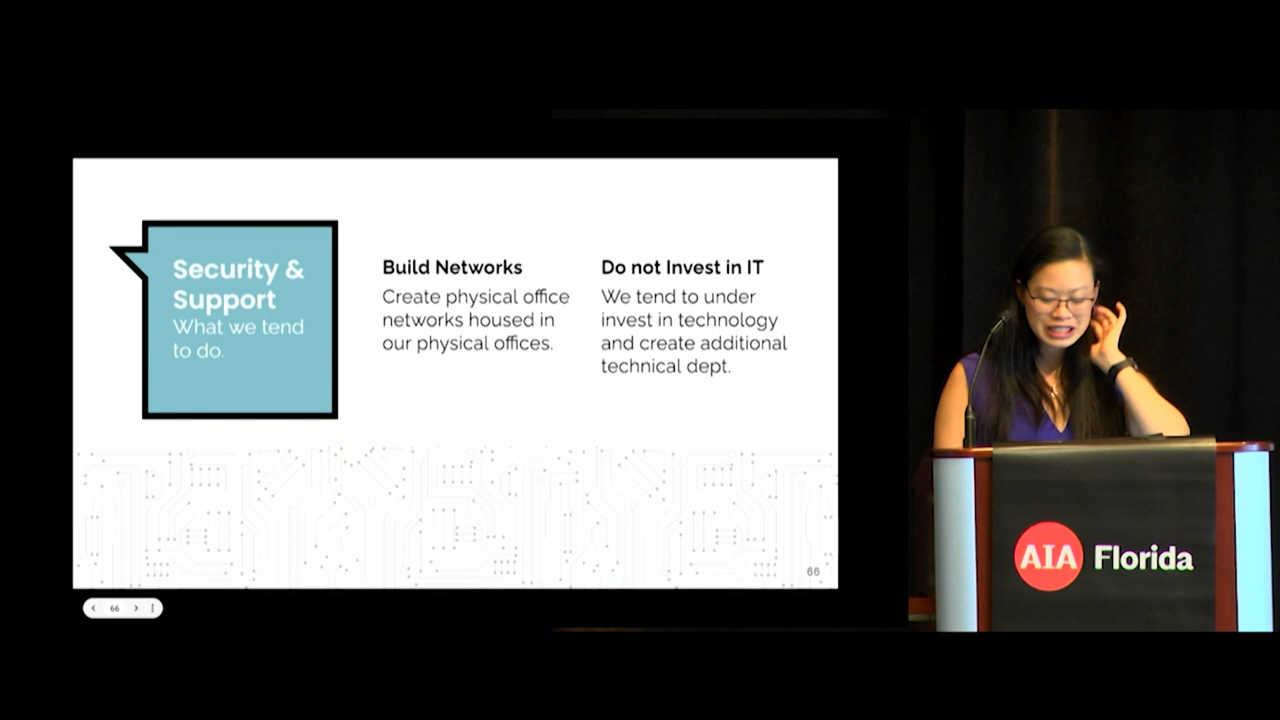 Security &
Support
What we tend
to do.
Build Networks
Create physical office
networks housed in
our physical offices.
Do not Invest in IT
We tend to under
invest in technology
and create additional
technical dept.
66
66
AIA Florida